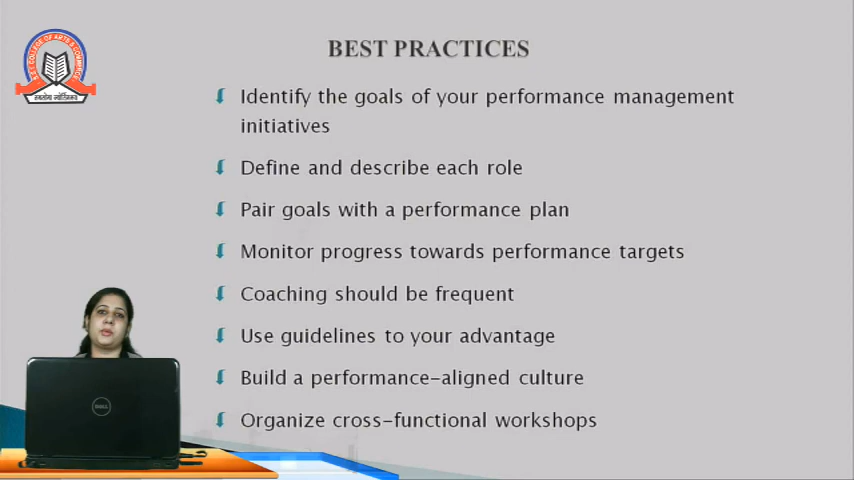 BEST PRACTICES
Identify the goals of your performance management
initiatives
Define and describe each role
Pair goals with a performance plan
Monitor progress towards performance targets
Coaching should be frequent
Use guidelines to your advantage
Build a performance-aligned culture
Organize cross-functional workshops
DELL